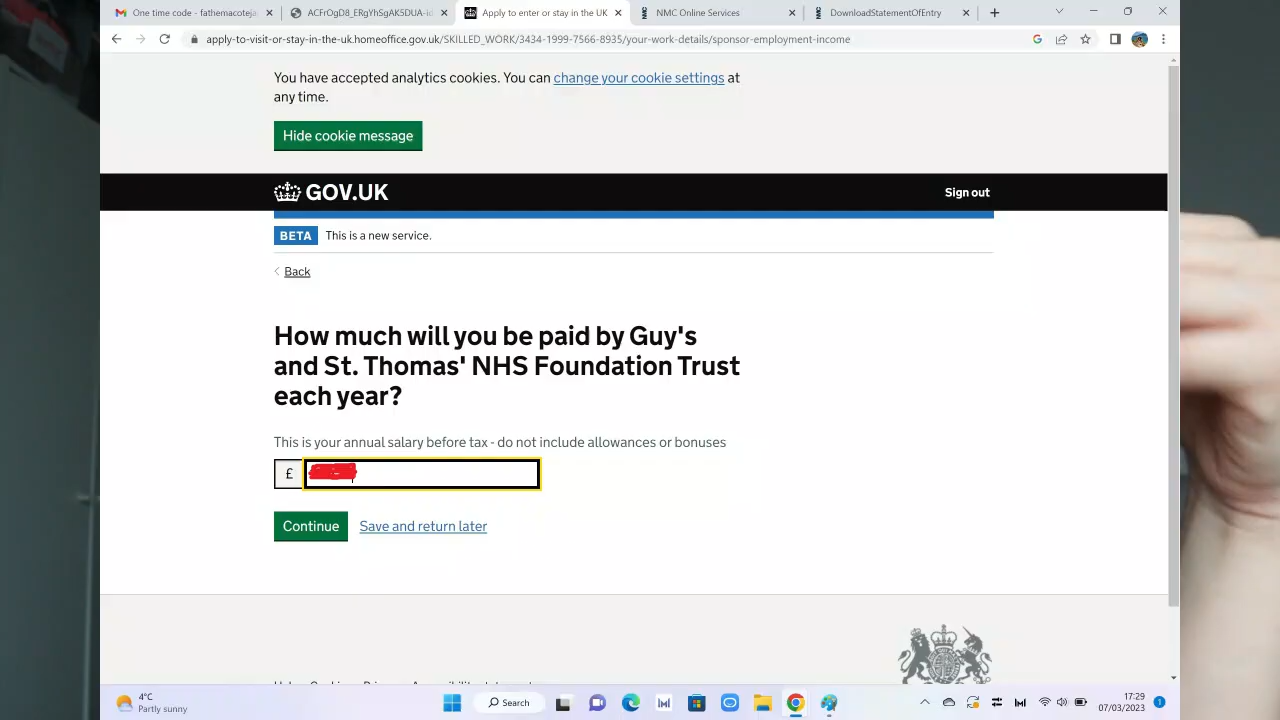 One time code - fathemacoteja
ACFrOgD8_ERgYhSgAK5DUA-id
Apply to enter or stay in the UK
NMC Online Services
DownloadStatementOfEntry
apply-to-visit-or-stay-in-the-uk.homeoffice.gov.uk/SKILLED_WORK/3434-1999-7566-8935/your-work-details/sponsor-employment-income
You have accepted analytics cookies. You can change your cookie settings at
any time.
Hide cookie message
GOV.UK
Sign out
BETA This is a new service.
Back
How much will you be paid by Guy's
and St. Thomas' NHS Foundation Trust
each year?
This is your annual salary before tax - do not include allowances or bonuses
£
Continue Save and return later
4°C
Partly sunny
Search
17:29
07/03/2023